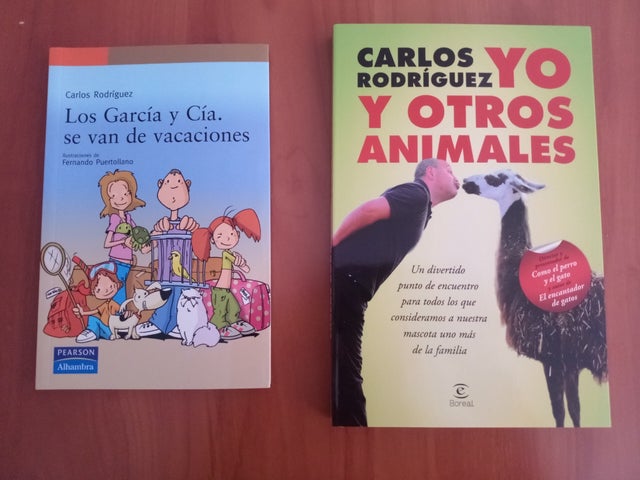 Carlos Rodríguez
Los García y Cía.
se van de vacaciones
Ilustraciones de
Fernando Puertollano
PEARSON
Alhambra
CARLOS
RODRÍGUEZ
YO
Y OTROS
ANIMALES
Un divertido
punto de encuentro
para todos los que
consideramos a nuestra
mascota uno más
de la familia
Como el perro
y el gato
El encantador
de gatos
e
Boreal